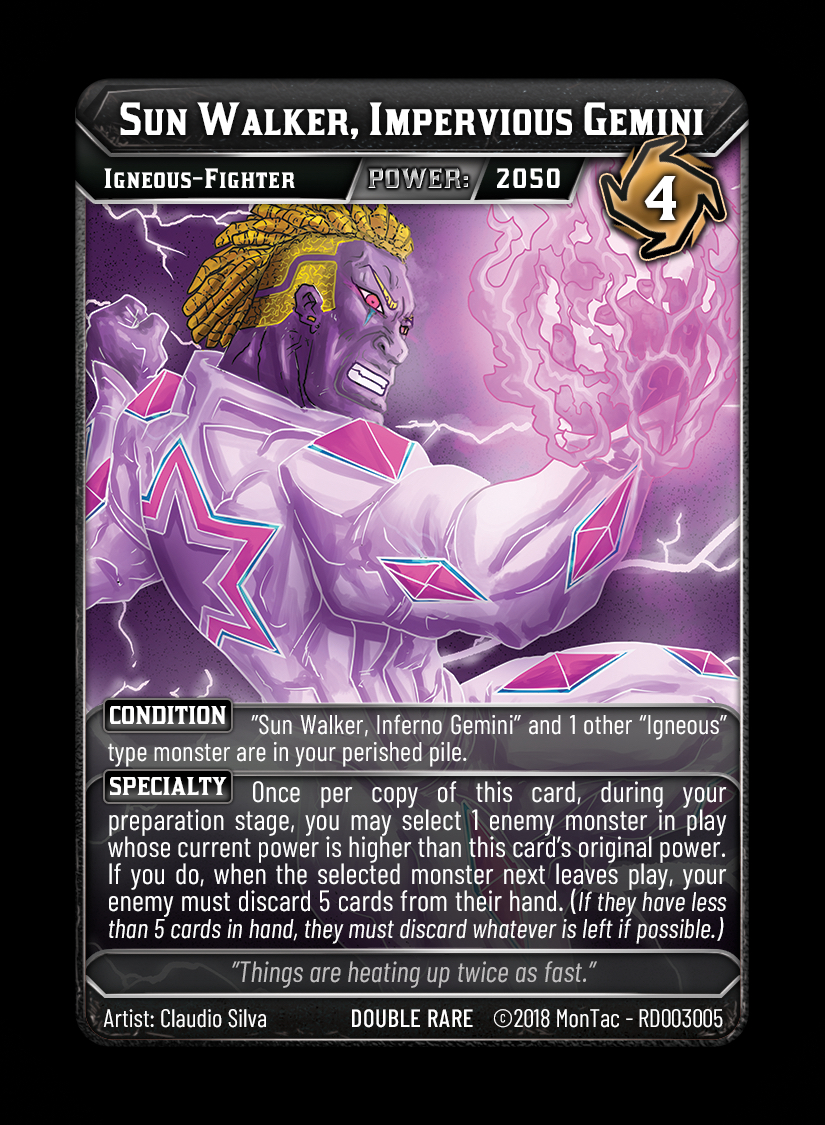 Sun Walker, Impervious Gemini
Igneous-Fighter POWER: 2050
4
CONDITION "Sun Walker, Inferno Gemini" and 1 other "Igneous"
type monster are in your perished pile.
SPECIALTY Once per copy of this card, during your
preparation stage, you may select 1 enemy monster in play
whose current power is higher than this card's original power.
If you do, when the selected monster next leaves play, your
enemy must discard 5 cards from their hand. (If they have less
than 5 cards in hand, they must discard whatever is left if possible.)
"Things are heating up twice as fast."
Artist: Claudio Silva DOUBLE RARE ©2018 MonTac - RD003005